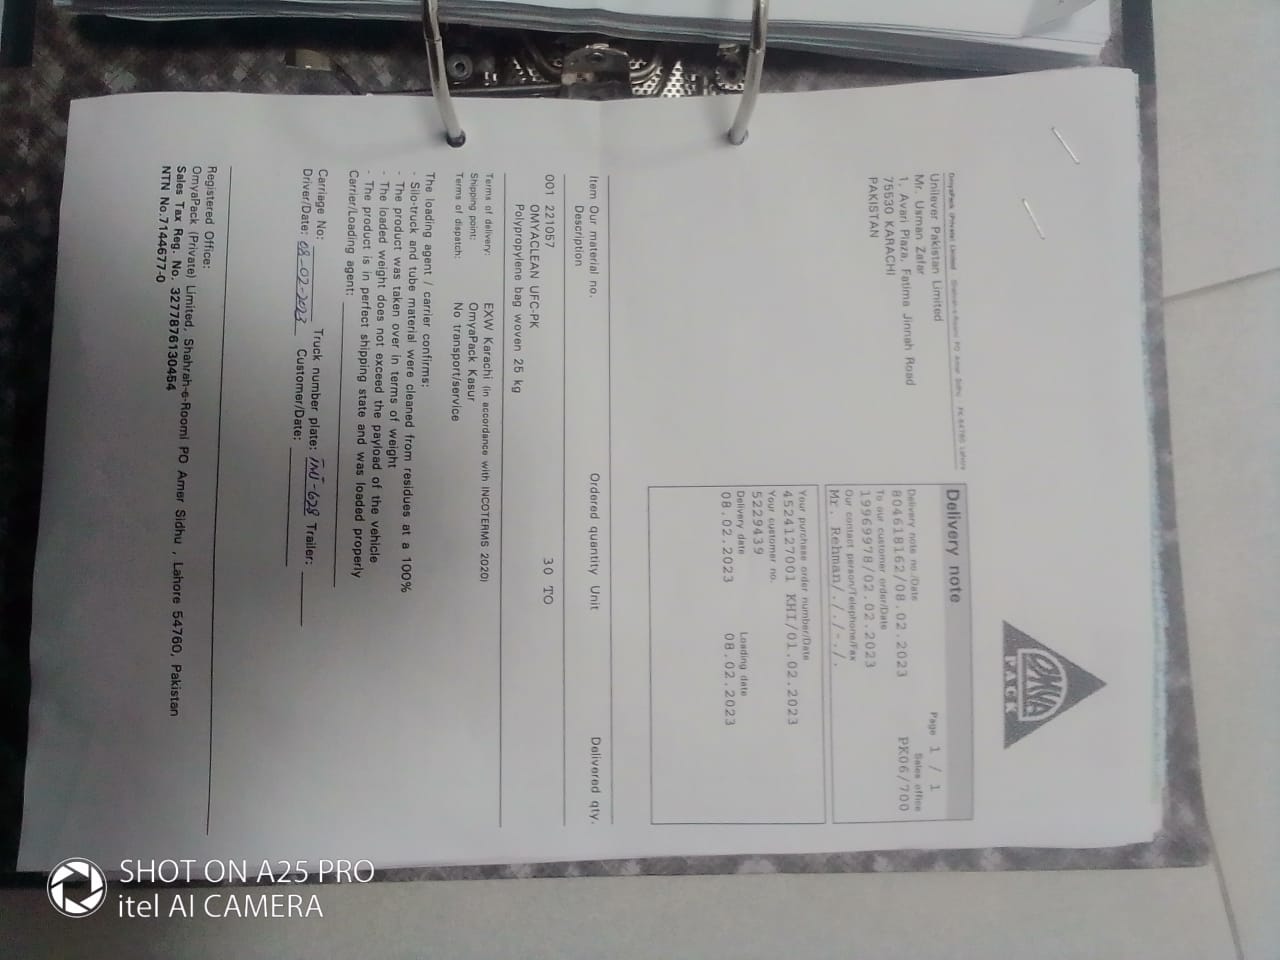 OMYA
PACK
OmyaPack (Private) Limited · Shahrah-e-Roomi PO Amer Sidhu · PK-54760 Lahore
Unilever Pakistan Limited
Mr. Usman Zafar
1, Avari Plaza, Fatima Jinnah Road
75530 KARACHI
PAKISTAN
Delivery note
Page 1 / 1
Delivery note no./Date Sales office
804618162/08.02.2023 PK06/700
To our customer order/Date
19969978/02.02.2023
Our contact person/Telephone/Fax
Mr. Rehman/././-./.
Your purchase order number/Date
4524127001 KHI/01.02.2023
Your customer no.
5229439
Delivery date Loading date
08.02.2023 08.02.2023
Item Our material no. Ordered quantity Unit Delivered qty.
Description
001 221057 30 TO
OMYACLEAN UFC-PK
Polypropylene bag woven 25 kg
Terms of delivery: EXW Karachi (in accordance with INCOTERMS 2020)
Shipping point: OmyaPack Kasur
Terms of dispatch: No transport/service
The loading agent / carrier confirms:
- Silo-truck and tube material were cleaned from residues at a 100%
- The product was taken over in terms of weight
- The loaded weight does not exceed the payload of the vehicle
- The product is in perfect shipping state and was loaded properly
Carrier/Loading agent:
Carriage No: Truck number plate: TMJ-628 Trailer:
Driver/Date: 08-02-2023 Customer/Date:
Registered Office:
OmyaPack (Private) Limited, Shahrah-e-Roomi PO Amer Sidhu , Lahore 54760, Pakistan
Sales Tax Reg. No. 3277876130454
NTN No.7144677-0
SHOT ON A25 PRO
itel AI CAMERA